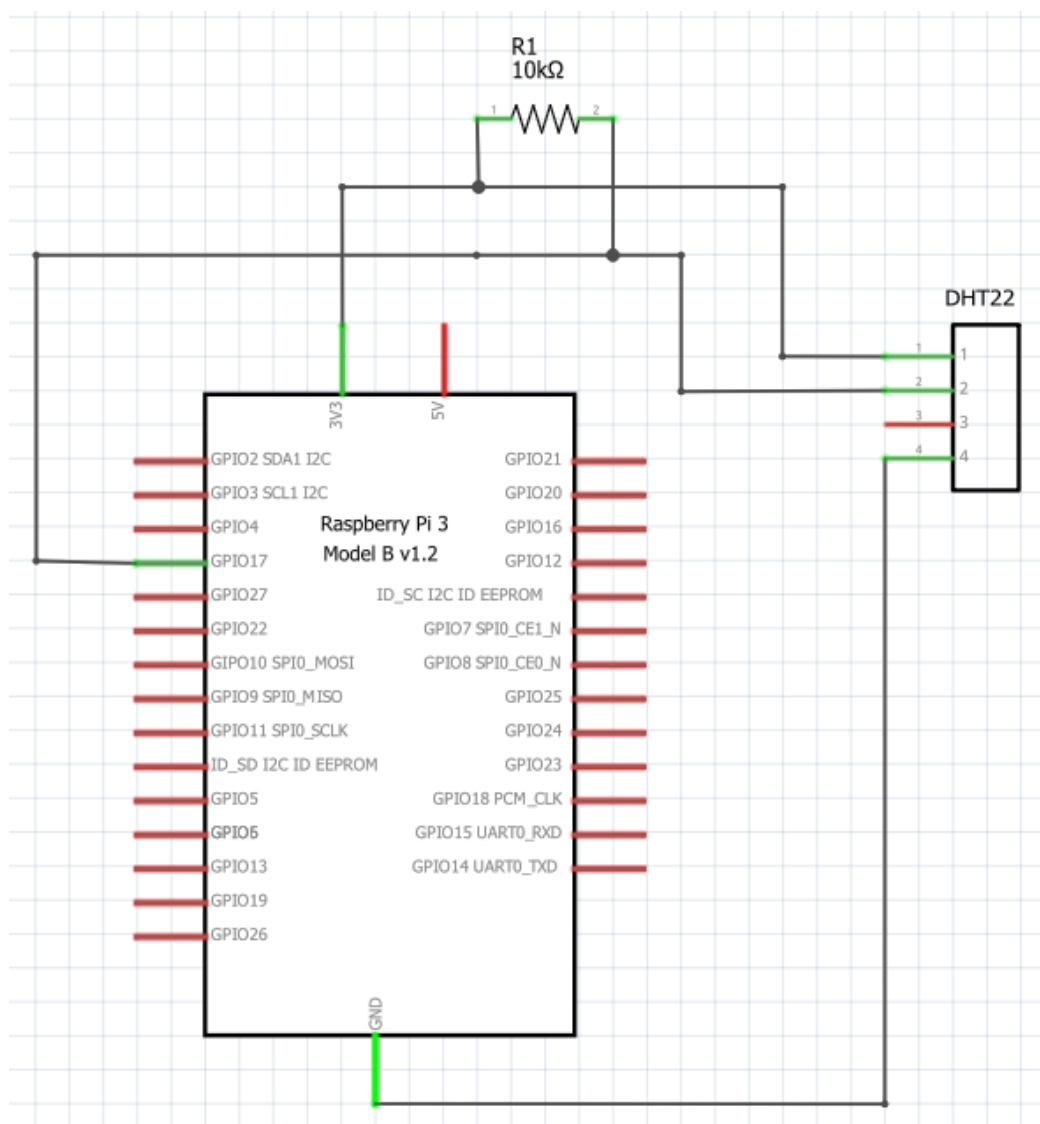 R1
10kΩ
1 2
DHT22
3V3 5V
1 1
2 2
3 3
4 4
GPIO2 SDA1 I2C GPIO21
GPIO3 SCL1 I2C GPIO20
GPIO4 Raspberry Pi 3 GPIO16
Model B v1.2
GPIO17 GPIO12
GPIO27 ID_SC I2C ID EEPROM
GPIO22 GPIO7 SPI0_CE1_N
GIPO10 SPI0_MOSI GPIO8 SPI0_CE0_N
GPIO9 SPI0_MISO GPIO25
GPIO11 SPI0_SCLK GPIO24
ID_SD I2C ID EEPROM GPIO23
GPIO5 GPIO18 PCM_CLK
GPIO6 GPIO15 UART0_RXD
GPIO13 GPIO14 UART0_TXD
GPIO19
GPIO26
GND